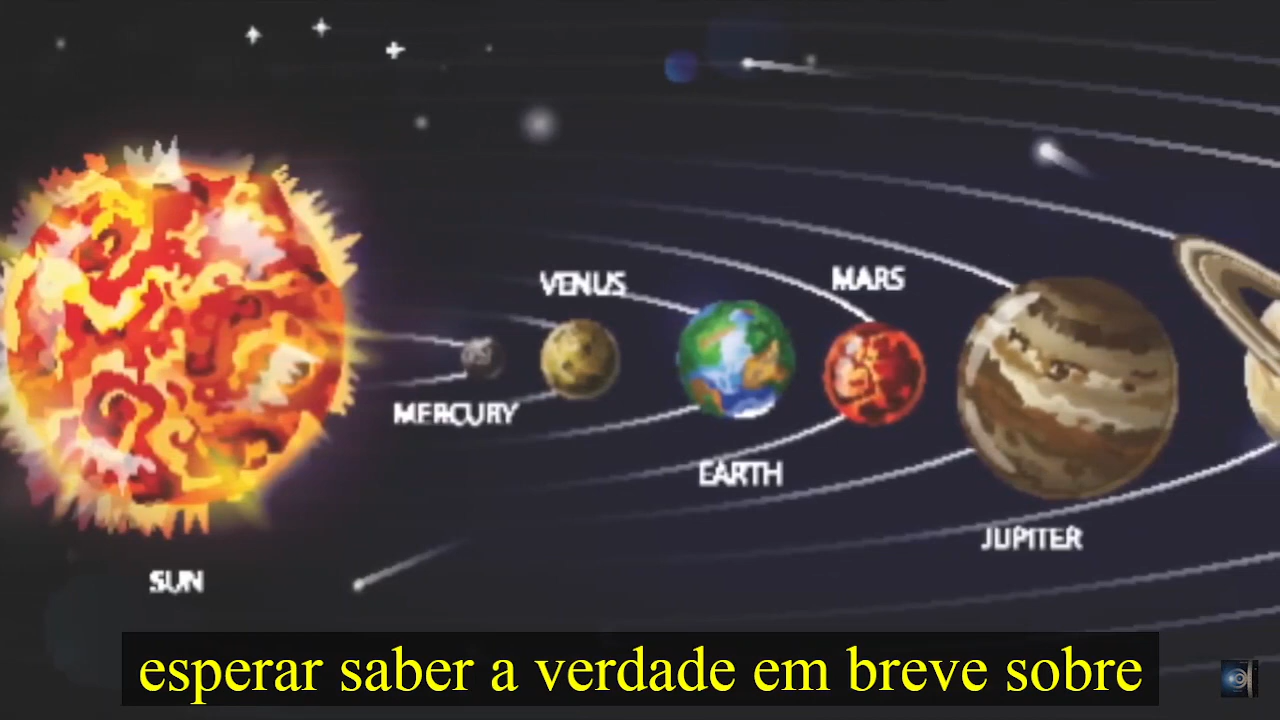 VENUS
MARS
MERCURY
EARTH
JUPITER
SUN
esperar saber a verdade em breve sobre